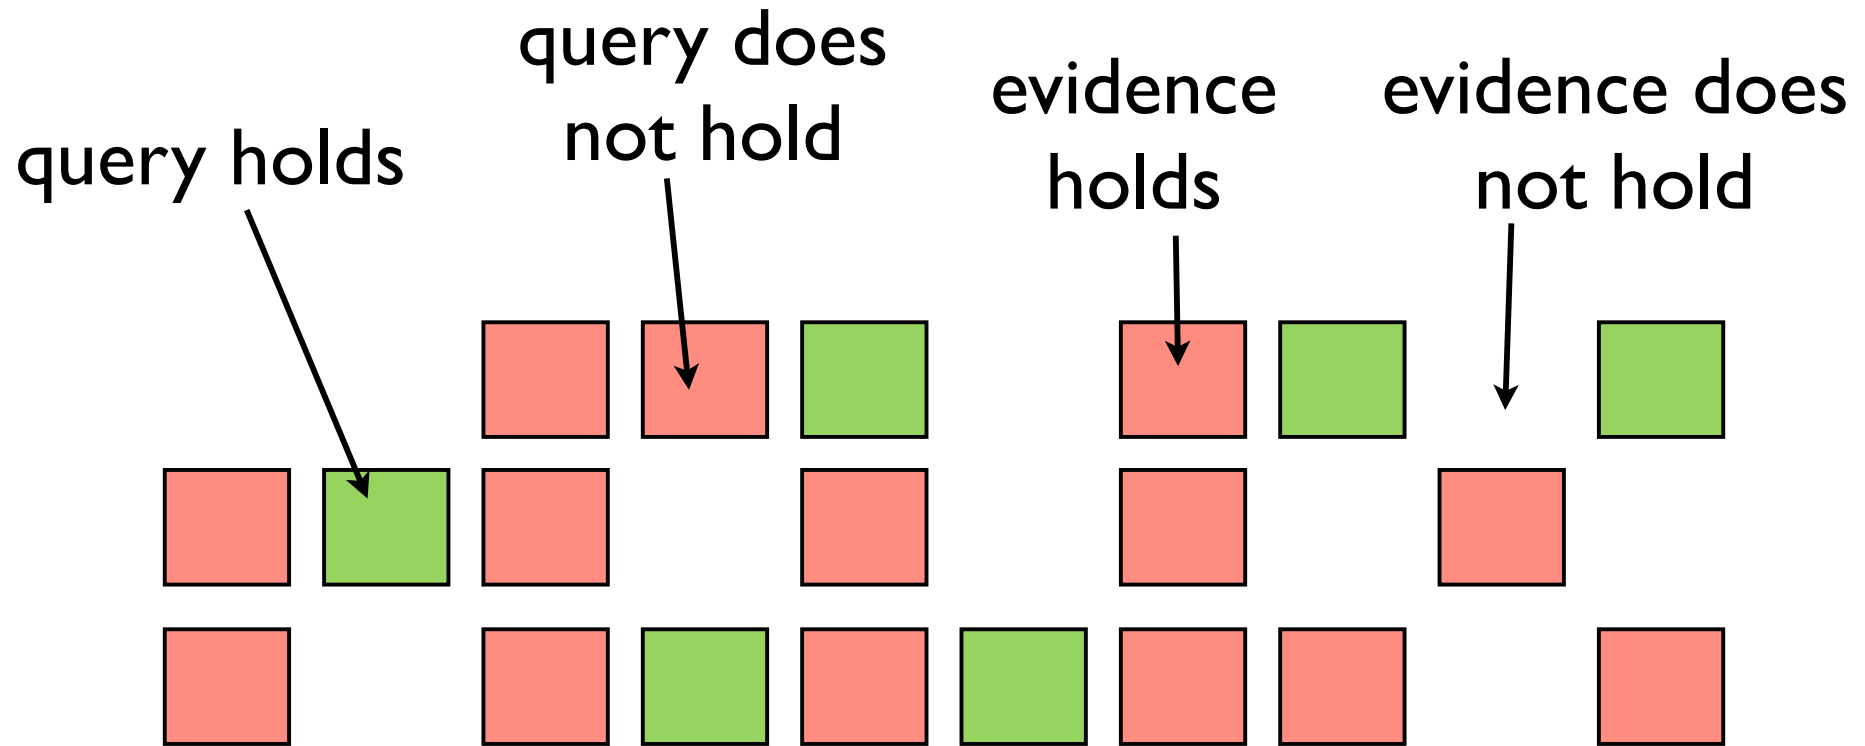 query holds
query does
not hold
evidence
holds
evidence does
not hold